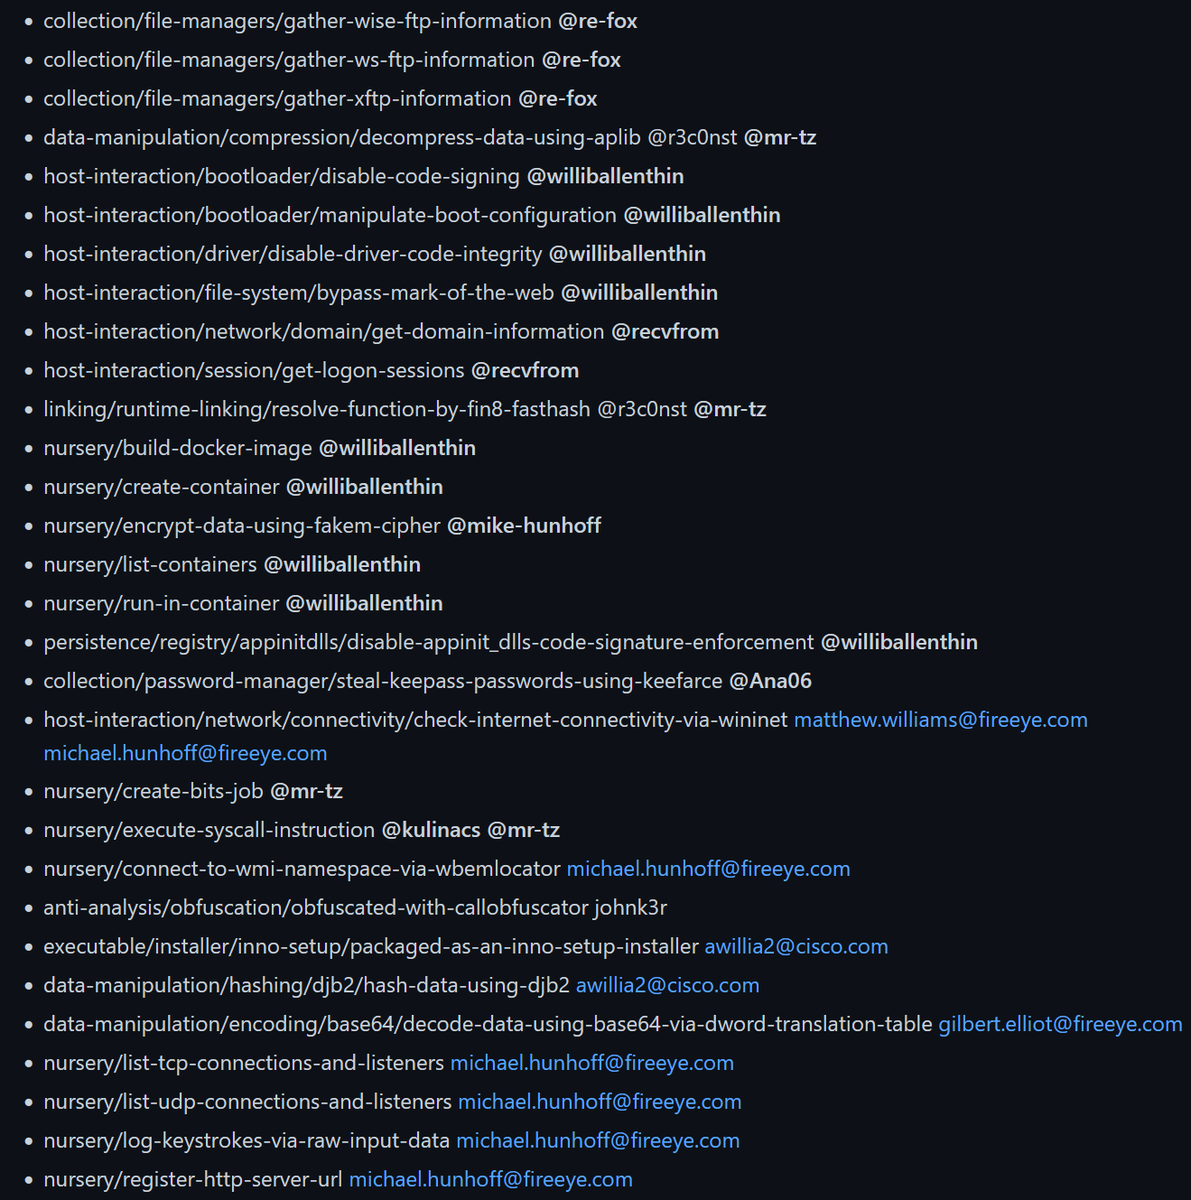 collection/file-managers/gather-wise-ftp-information @re-fox
collection/file-managers/gather-ws-ftp-information @re-fox
collection/file-managers/gather-xftp-information @re-fox
data-manipulation/compression/decompress-data-using-aplib @r3c0nst @mr-tz
host-interaction/bootloader/disable-code-signing @williballenthin
host-interaction/bootloader/manipulate-boot-configuration @williballenthin
host-interaction/driver/disable-driver-code-integrity @williballenthin
host-interaction/file-system/bypass-mark-of-the-web @williballenthin
host-interaction/network/domain/get-domain-information @recvfrom
host-interaction/session/get-logon-sessions @recvfrom
linking/runtime-linking/resolve-function-by-fin8-fasthash @r3c0nst @mr-tz
nursery/build-docker-image @williballenthin
nursery/create-container @williballenthin
nursery/encrypt-data-using-fakem-cipher @mike-hunhoff
nursery/list-containers @williballenthin
nursery/run-in-container @williballenthin
persistence/registry/appinitdlls/disable-appinit_dlls-code-signature-enforcement @williballenthin
collection/password-manager/steal-keepass-passwords-using-keefarce @Ana06
host-interaction/network/connectivity/check-internet-connectivity-via-wininet matthew.williams@fireeye.com
michael.hunhoff@fireeye.com
nursery/create-bits-job @mr-tz
nursery/execute-syscall-instruction @kulinacs @mr-tz
nursery/connect-to-wmi-namespace-via-wbemlocator michael.hunhoff@fireeye.com
anti-analysis/obfuscation/obfuscated-with-callobfuscator johnk3r
executable/installer/inno-setup/packaged-as-an-inno-setup-installer awillia2@cisco.com
data-manipulation/hashing/djb2/hash-data-using-djb2 awillia2@cisco.com
data-manipulation/encoding/base64/decode-data-using-base64-via-dword-translation-table gilbert.elliot@fireeye.com
nursery/list-tcp-connections-and-listeners michael.hunhoff@fireeye.com
nursery/list-udp-connections-and-listeners michael.hunhoff@fireeye.com
nursery/log-keystrokes-via-raw-input-data michael.hunhoff@fireeye.com
nursery/register-http-server-url michael.hunhoff@fireeye.com